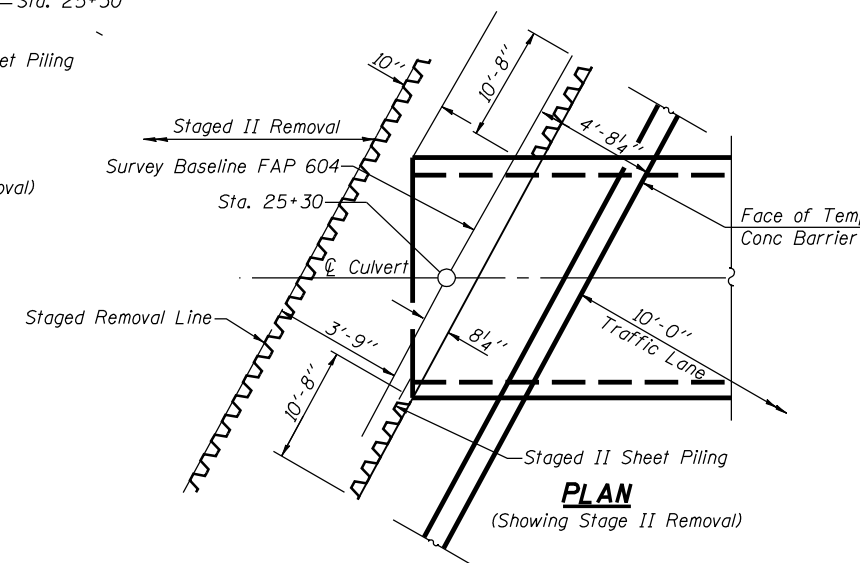 Sta. 25+30
et Piling
10"
10'-8"
Staged II Removal
4'-8¼"
Survey Baseline FAP 604
oval)
Sta. 25+30
Face of Temp
Conc Barrier
℄ Culvert
Staged Removal Line
3'-9"
8¼"
10'-0"
Traffic Lane
10'-8"
Staged II Sheet Piling
PLAN
(Showing Stage II Removal)